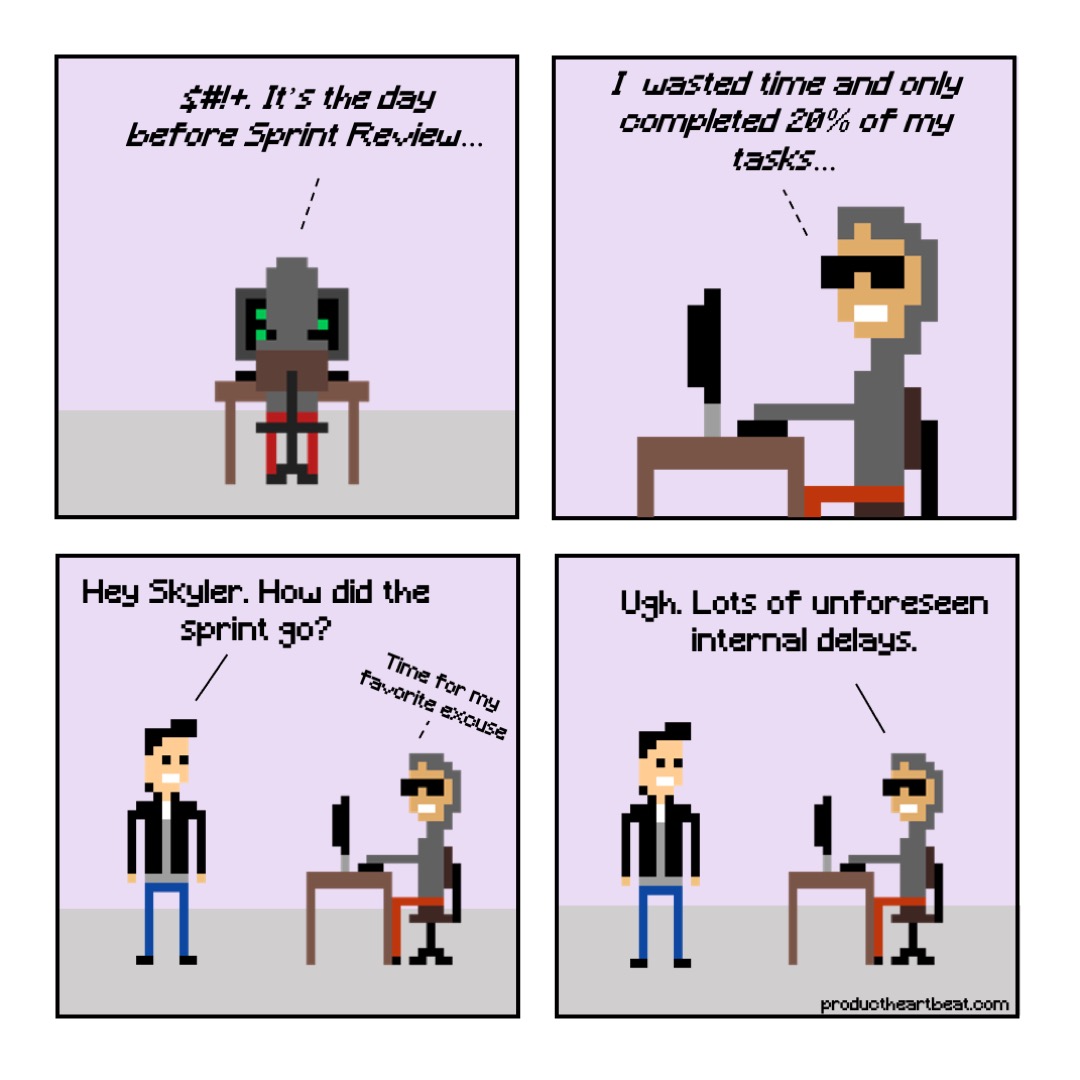 $#!+. It's the day
before Sprint Review...
I wasted time and only
completed 20% of my
tasks...
Hey Skyler. How did the
sprint go?
Time for my
favorite excuse
Ugh. Lots of unforeseen
internal delays.
productheartbeat.com